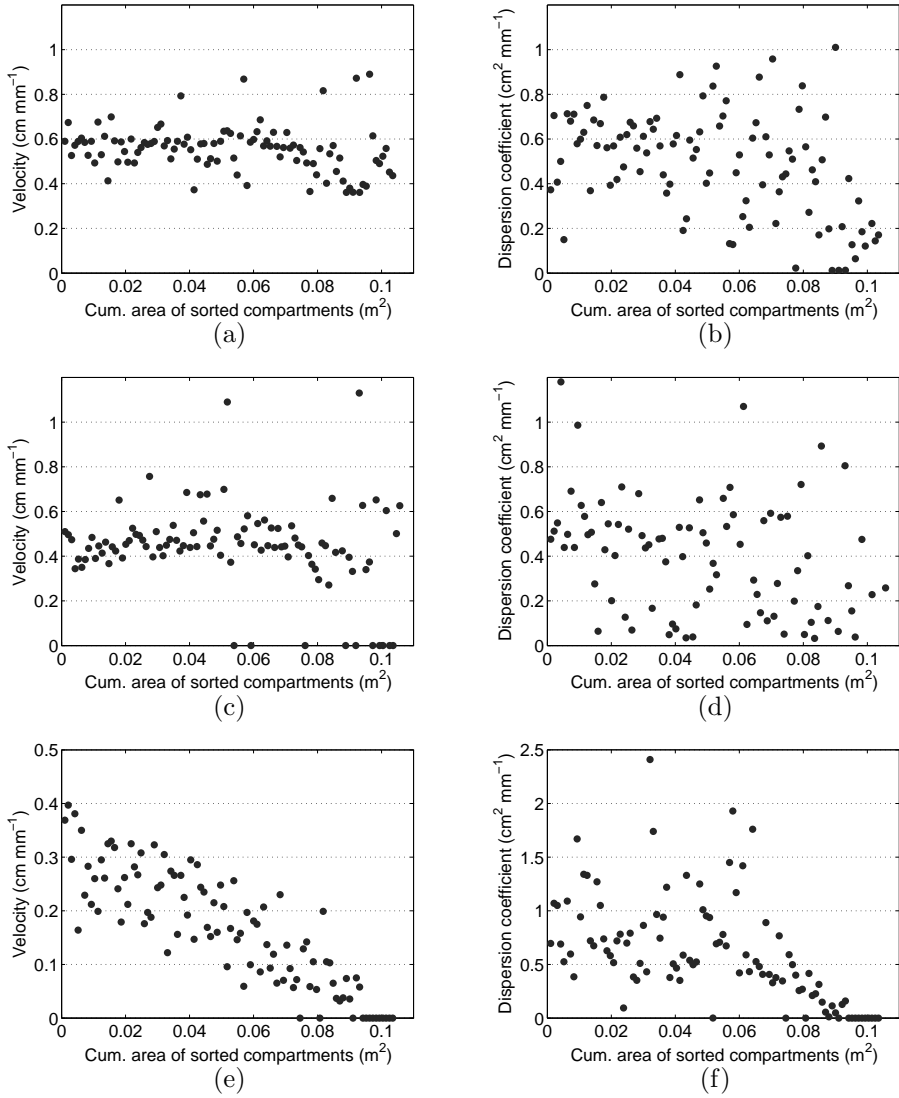 1
0.8
0.6
0.4
0.2
0
0 0.02 0.04 0.06 0.08 0.1
Velocity (cm mm−1)
Cum. area of sorted compartments (m2)
(a)
1
0.8
0.6
0.4
0.2
0
0 0.02 0.04 0.06 0.08 0.1
Dispersion coefficient (cm2 mm−1)
Cum. area of sorted compartments (m2)
(b)
1
0.8
0.6
0.4
0.2
0
0 0.02 0.04 0.06 0.08 0.1
Velocity (cm mm−1)
Cum. area of sorted compartments (m2)
(c)
1
0.8
0.6
0.4
0.2
0
0 0.02 0.04 0.06 0.08 0.1
Dispersion coefficient (cm2 mm−1)
Cum. area of sorted compartments (m2)
(d)
0.5
0.4
0.3
0.2
0.1
0
0 0.02 0.04 0.06 0.08 0.1
Velocity (cm mm−1)
Cum. area of sorted compartments (m2)
(e)
2.5
2
1.5
1
0.5
0
0 0.02 0.04 0.06 0.08 0.1
Dispersion coefficient (cm2 mm−1)
Cum. area of sorted compartments (m2)
(f)